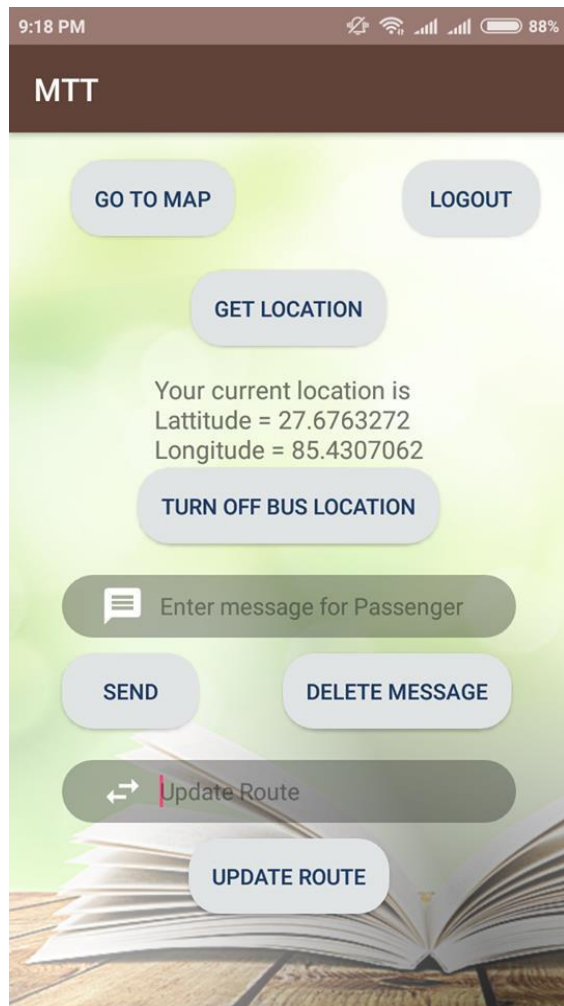 9:18 PM 88%
MTT
GO TO MAP LOGOUT
GET LOCATION
Your current location is
Lattitude = 27.6763272
Longitude = 85.4307062
TURN OFF BUS LOCATION
Enter message for Passenger
SEND DELETE MESSAGE
Update Route
UPDATE ROUTE